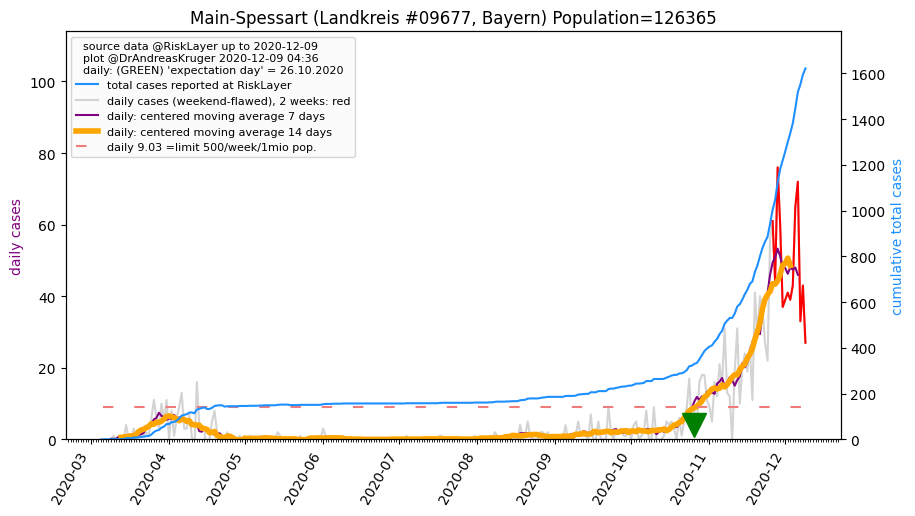 Main-Spessart (Landkreis #09677, Bayern) Population=126365
source data @RiskLayer up to 2020-12-09
plot @DrAndreasKruger 2020-12-09 04:36
daily: (GREEN) 'expectation day' = 26.10.2020
total cases reported at RiskLayer
daily cases (weekend-flawed), 2 weeks: red
daily: centered moving average 7 days
daily: centered moving average 14 days
daily 9.03 =limit 500/week/1mio pop.
daily cases
100
80
60
40
20
0
cumulative total cases
1600
1400
1200
1000
800
600
400
200
0
2020-03
2020-04
2020-05
2020-06
2020-07
2020-08
2020-09
2020-10
2020-11
2020-12